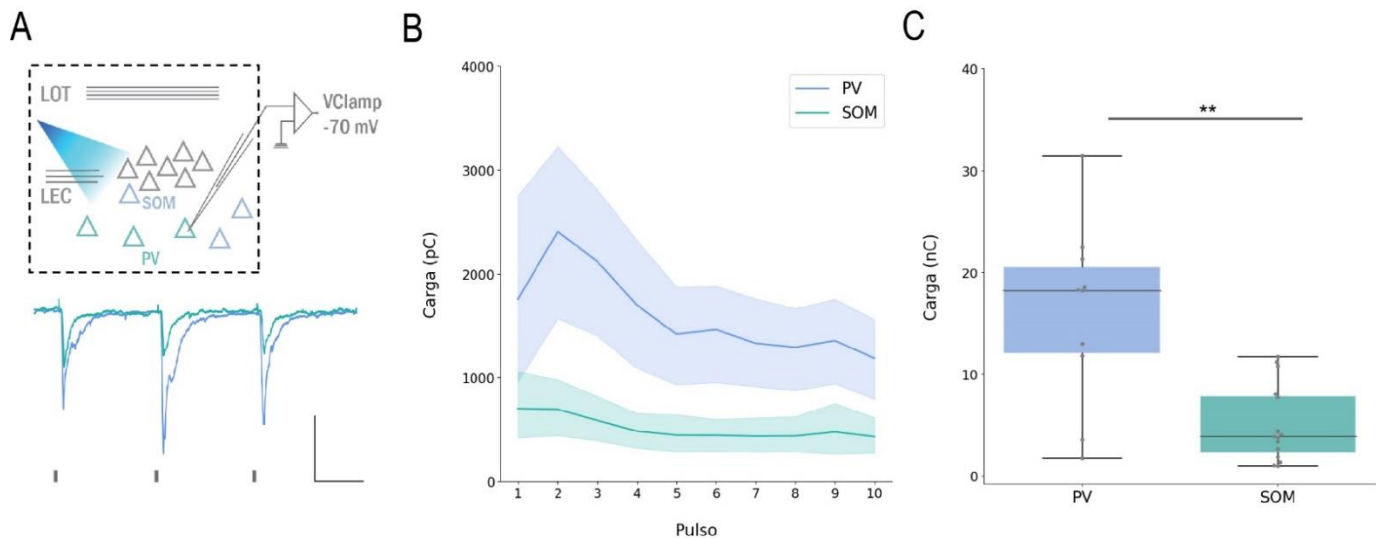 A
LOT
VClamp
-70 mV
LEC
SOM
PV
B
4000
3000
2000
1000
0
Carga (pC)
PV
SOM
1 2 3 4 5 6 7 8 9 10
Pulso
C
40
30
20
10
0
Carga (nC)
**
PV SOM